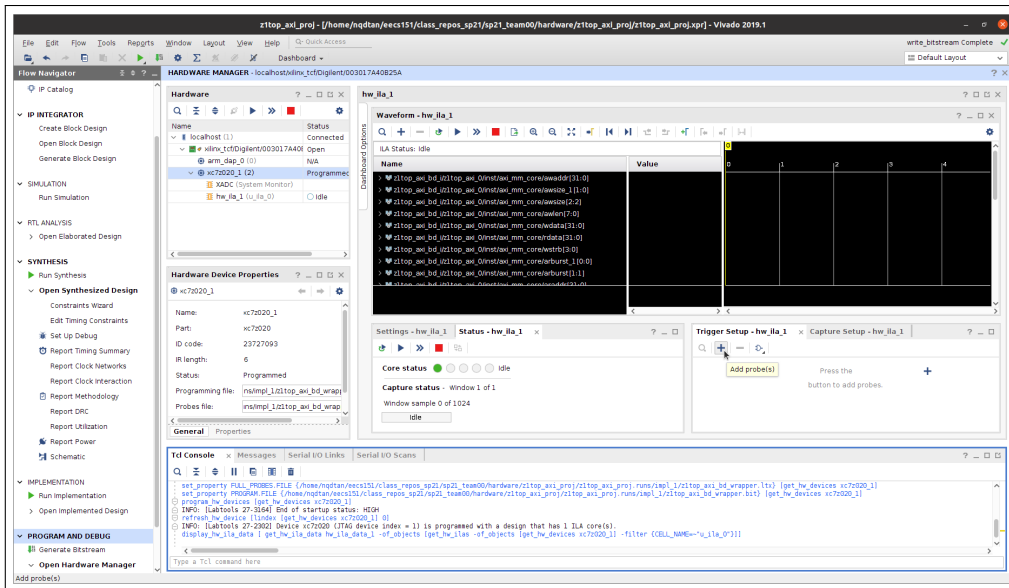 z1top_axi_proj - [/home/nqdtan/eecs151/class_repos_sp21/sp21_team00/hardware/z1top_axi_proj/z1top_axi_proj.xpr] - Vivado 2019.1
File Edit Flow Tools Reports Window Layout View Help Q- Quick Access
write_bitstream Complete
Dashboard
Default Layout
Flow Navigator
HARDWARE MANAGER - localhost/xilinx_tcf/Digilent/003017A40B25A
IP Catalog
IP INTEGRATOR
Create Block Design
Open Block Design
Generate Block Design
SIMULATION
Run Simulation
RTL ANALYSIS
Open Elaborated Design
SYNTHESIS
Run Synthesis
Open Synthesized Design
Constraints Wizard
Edit Timing Constraints
Set Up Debug
Report Timing Summary
Report Clock Networks
Report Clock Interaction
Report Methodology
Report DRC
Report Utilization
Report Power
Schematic
IMPLEMENTATION
Run Implementation
Open Implemented Design
PROGRAM AND DEBUG
Generate Bitstream
Open Hardware Manager
Add probe(s)
Hardware
Name Status
localhost (1) Connected
xilinx_tcf/Digilent/003017A40B Open
arm_dap_0 (0) N/A
xc7z020_1 (2) Programmed
XADC (System Monitor)
hw_ila_1 (u_ila_0) Idle
Hardware Device Properties
xc7z020_1
Name: xc7z020_1
Part: xc7z020
ID code: 23727093
IR length: 6
Status: Programmed
Programming file: ns/impl_1/z1top_axi_bd_wrap
Probes file: ins/impl_1/z1top_axi_bd_wrap
General Properties
hw_ila_1
Dashboard Options
Waveform - hw_ila_1
ILA Status: Idle
Name Value
0
0 1 2 3 4
z1top_axi_bd_i/z1top_axi_0/inst/axi_mm_core/awaddr[31:0]
z1top_axi_bd_i/z1top_axi_0/inst/axi_mm_core/awsize_1[1:0]
z1top_axi_bd_i/z1top_axi_0/inst/axi_mm_core/awsize[2:2]
z1top_axi_bd_i/z1top_axi_0/inst/axi_mm_core/awlen[7:0]
z1top_axi_bd_i/z1top_axi_0/inst/axi_mm_core/wdata[31:0]
z1top_axi_bd_i/z1top_axi_0/inst/axi_mm_core/rdata[31:0]
z1top_axi_bd_i/z1top_axi_0/inst/axi_mm_core/wstrb[3:0]
z1top_axi_bd_i/z1top_axi_0/inst/axi_mm_core/arburst_1[0:0]
z1top_axi_bd_i/z1top_axi_0/inst/axi_mm_core/arburst[1:1]
Settings - hw_ila_1 Status - hw_ila_1
Core status Idle
Capture status - Window 1 of 1
Window sample 0 of 1024
Idle
Trigger Setup - hw_ila_1 Capture Setup - hw_ila_1
Add probe(s)
Press the
button to add probes.
Tcl Console Messages Serial I/O Links Serial I/O Scans
set_property FULL_PROBES.FILE {/home/nqdtan/eecs151/class_repos_sp21/sp21_team00/hardware/z1top_axi_proj/z1top_axi_proj.runs/impl_1/z1top_axi_bd_wrapper.ltx} [get_hw_devices xc7z020_1]
set_property PROGRAM.FILE {/home/nqdtan/eecs151/class_repos_sp21/sp21_team00/hardware/z1top_axi_proj/z1top_axi_proj.runs/impl_1/z1top_axi_bd_wrapper.bit} [get_hw_devices xc7z020_1]
program_hw_devices [get_hw_devices xc7z020_1]
INFO: [Labtools 27-3164] End of startup status: HIGH
refresh_hw_device [lindex [get_hw_devices xc7z020_1] 0]
INFO: [Labtools 27-2302] Device xc7z020 (JTAG device index = 1) is programmed with a design that has 1 ILA core(s).
display_hw_ila_data [ get_hw_ila_data hw_ila_data_1 -of_objects [get_hw_ilas -of_objects [get_hw_devices xc7z020_1] -filter {CELL_NAME=~"u_ila_0"}]]
Type a Tcl command here